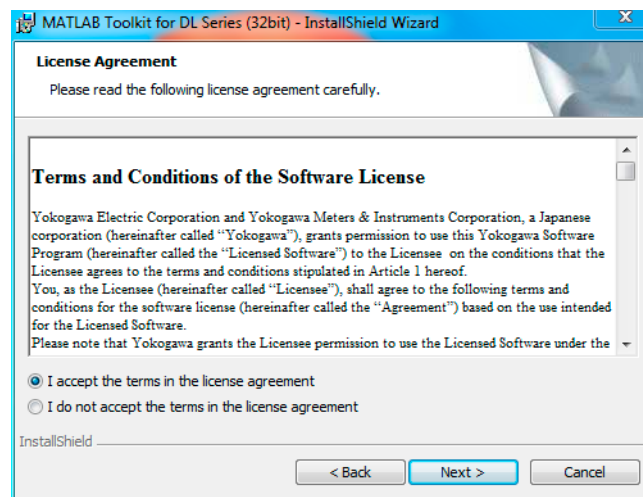 MATLAB Toolkit for DL Series (32bit) - InstallShield Wizard
License Agreement
Please read the following license agreement carefully.
Terms and Conditions of the Software License
Yokogawa Electric Corporation and Yokogawa Meters & Instruments Corporation, a Japanese
corporation (hereinafter called “Yokogawa”), grants permission to use this Yokogawa Software
Program (hereinafter called the “Licensed Software”) to the Licensee on the conditions that the
Licensee agrees to the terms and conditions stipulated in Article 1 hereof.
You, as the Licensee (hereinafter called “Licensee”), shall agree to the following terms and
conditions for the software license (hereinafter called the “Agreement”) based on the use intended
for the Licensed Software.
Please note that Yokogawa grants the Licensee permission to use the Licensed Software under the
I accept the terms in the license agreement
I do not accept the terms in the license agreement
InstallShield
< Back Next > Cancel